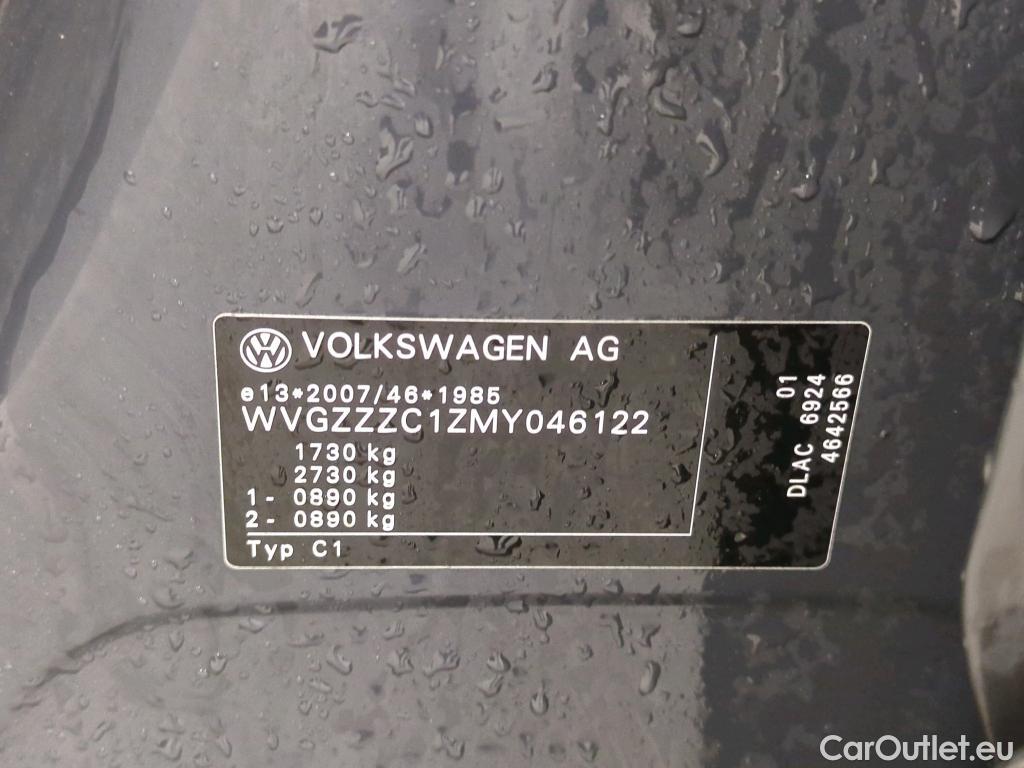 VOLKSWAGEN AG
e13*2007/46*1985
WVGZZZC1ZMY046122
1730 kg
2730 kg
1- 0890 kg
2- 0890 kg
Typ C1
01
DLAC 6924
4642566
CarOutlet.eu